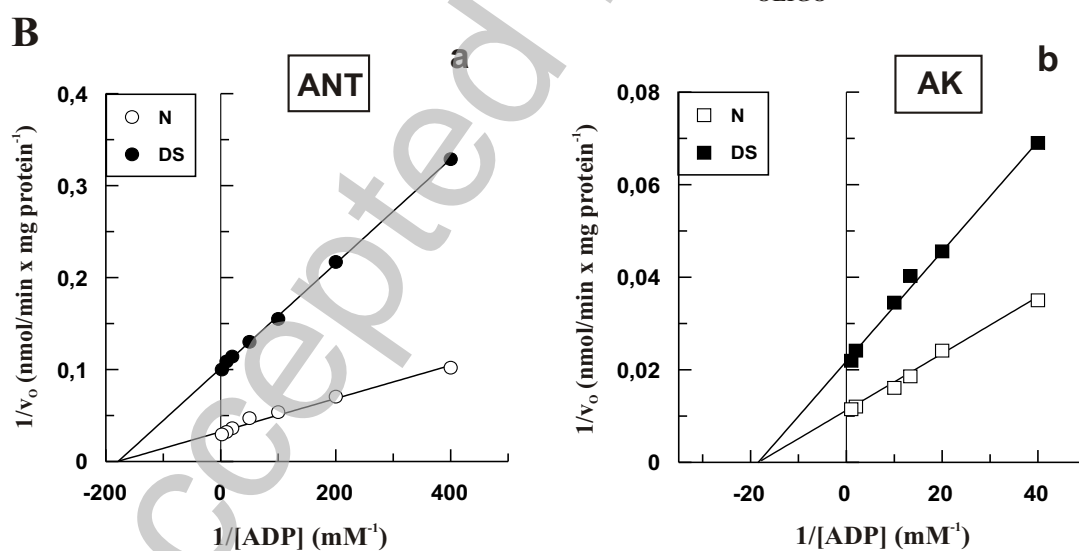 B
a
ANT
N
DS
0,4
0,3
0,2
0,1
0
-200
0
200
400
1/v₀ (nmol/min x mg protein⁻¹)
1/[ADP] (mM⁻¹)
b
AK
N
DS
0,08
0,06
0,04
0,02
0
-20
0
20
40
1/v₀ (nmol/min x mg protein⁻¹)
1/[ADP] (mM⁻¹)
ccepted